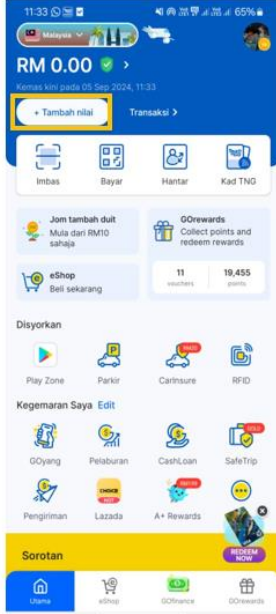 11:33
65%
Malaysia
RM 0.00
Kemas kini pada 05 Sep 2024, 11:33
+ Tambah nilai
Transaksi >
Imbas
Bayar
Hantar
Kad TNG
Jom tambah duit
Mula dari RM10
sahaja
GOrewards
Collect points and
redeem rewards
eShop
Beli sekarang
11
vouchers
19,455
points
Disyorkan
Play Zone
Parkir
CarInsure
RFID
Kegemaran Saya Edit
GOLD
GOyang
Pelaburan
CashLoan
SafeTrip
CHOICE
HOT
Pengiriman
Lazada
A+ Rewards
REDEEM
NOW
Sorotan
Utama
eShop
GOfinance
GOrewards